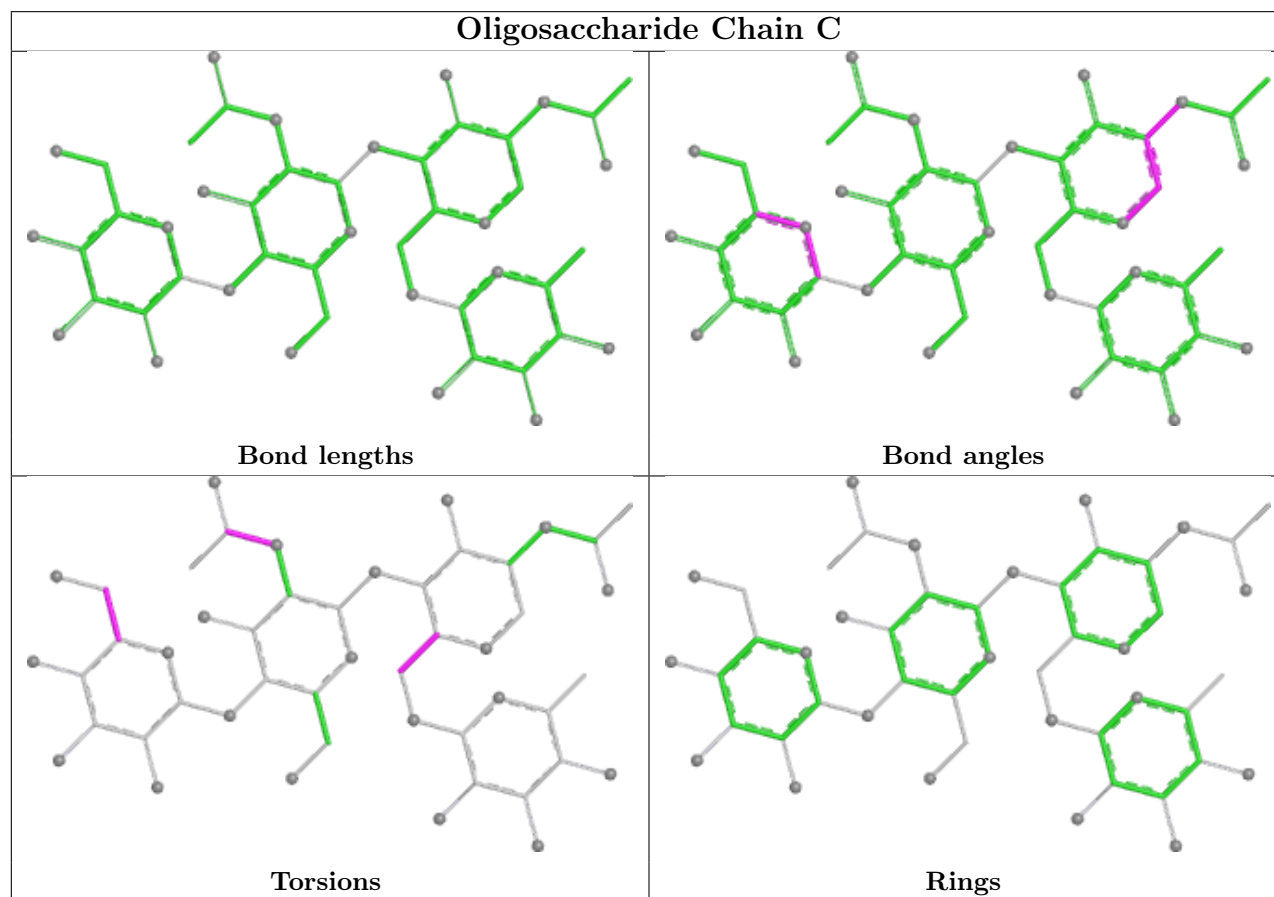 Oligosaccharide Chain C
Bond lengths
Bond angles
Torsions
Rings